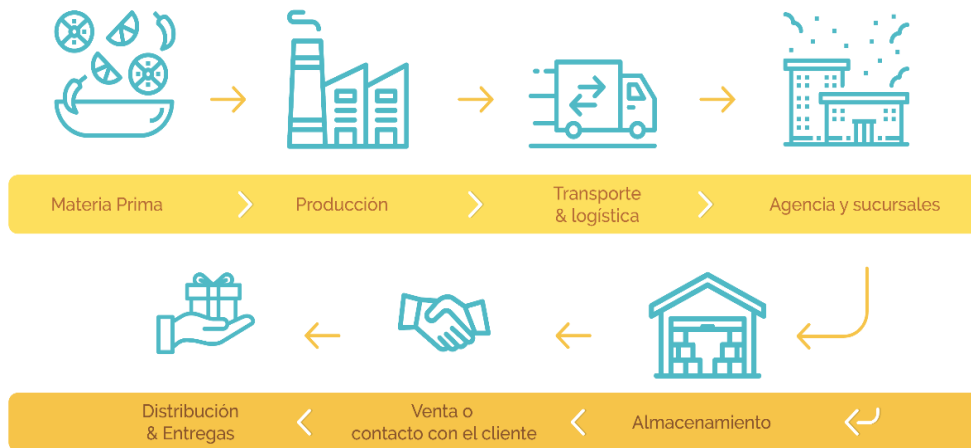 Materia Prima
Producción
Transporte
& logística
Agencia y sucursales
Distribución
& Entregas
Venta o
contacto con el cliente
Almacenamiento